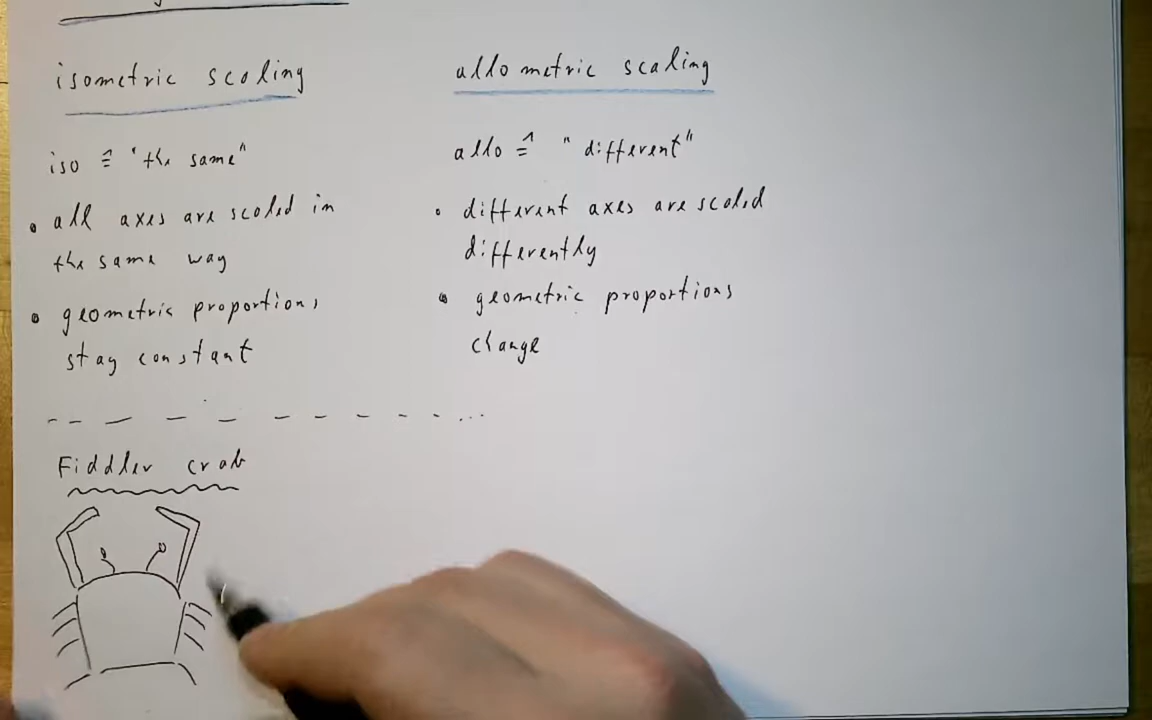 isometric scaling
iso ≙ "the same"
• all axes are scaled in
the same way
• geometric proportions
stay constant
allometric scaling
allo ≙ "different"
• different axes are scaled
differently
• geometric proportions
change
Fiddler crab